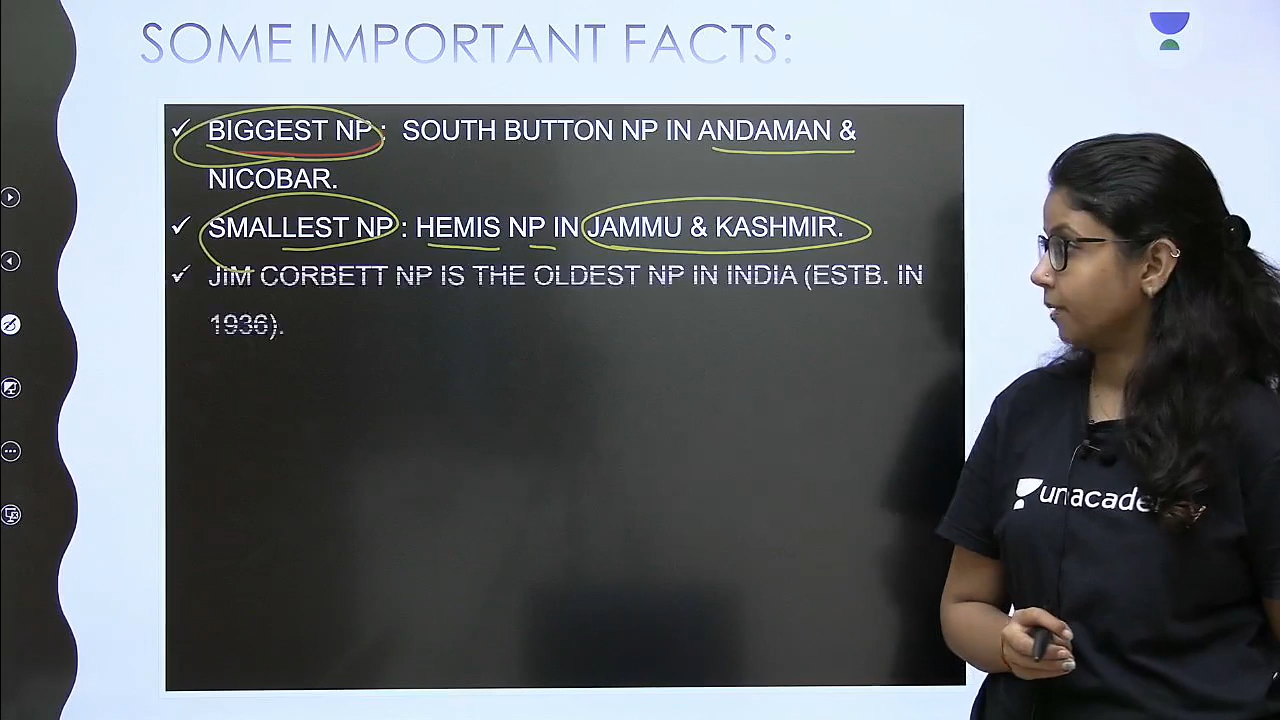 SOME IMPORTANT FACTS:
✓ BIGGEST NP : SOUTH BUTTON NP IN ANDAMAN &
NICOBAR.
✓ SMALLEST NP : HEMIS NP IN JAMMU & KASHMIR.
✓ JIM CORBETT NP IS THE OLDEST NP IN INDIA (ESTB. IN
1936).
unacade